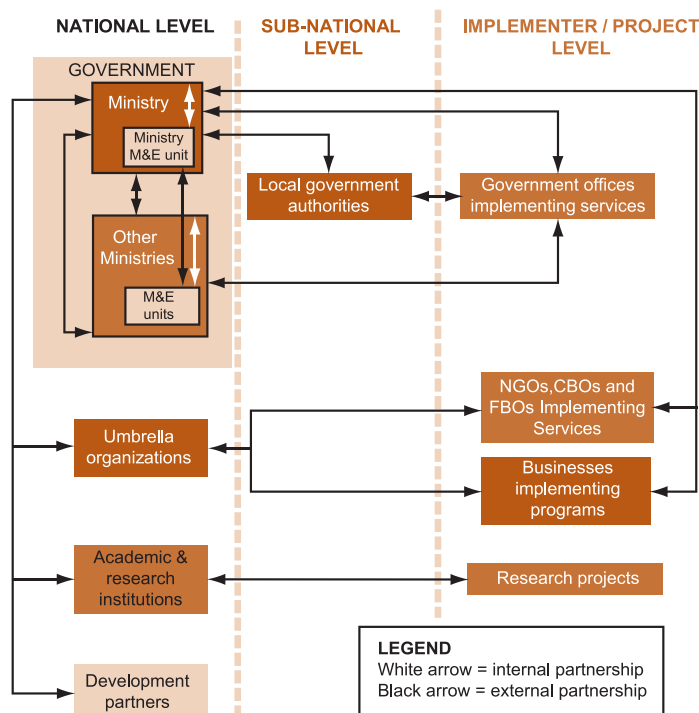 NATIONAL LEVEL
SUB-NATIONAL
LEVEL
IMPLEMENTER / PROJECT
LEVEL
GOVERNMENT
Ministry
Ministry
M&E unit
Local government
authorities
Government offices
implementing services
Other
Ministries
M&E
units
NGOs,CBOs and
FBOs Implementing
Services
Umbrella
organizations
Businesses
implementing
programs
Academic &
research
institutions
Research projects
LEGEND
White arrow = internal partnership
Black arrow = external partnership
Development
partners